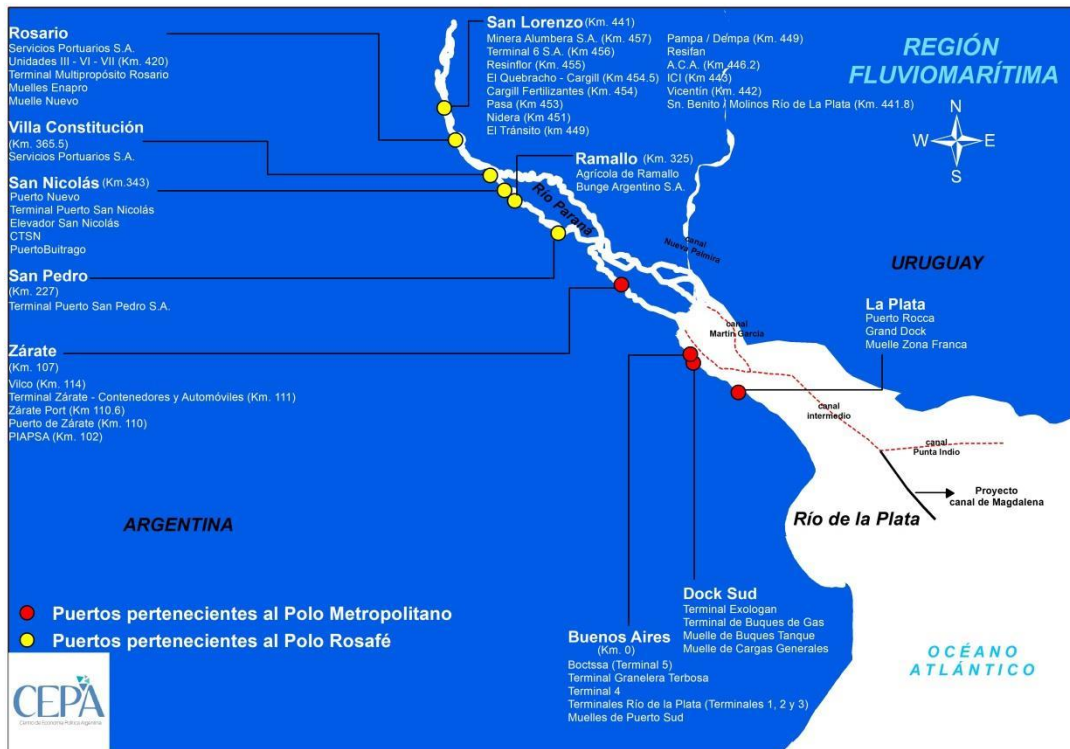 REGIÓN
FLUVIOMARÍTIMA
N
W E
S
Rosario
Servicios Portuarios S.A.
Unidades III - VI - VII (Km. 420)
Terminal Multipropósito Rosario
Muelles Enapro
Muelle Nuevo
Villa Constitución
(Km. 365.5)
Servicios Portuarios S.A.
San Nicolás (Km.343)
Puerto Nuevo
Terminal Puerto San Nicolás
Elevador San Nicolás
CTSN
PuertoBuitrago
San Pedro
(Km. 227)
Terminal Puerto San Pedro S.A.
Zárate
(Km. 107)
Vilco (Km. 114)
Terminal Zárate - Contenedores y Automóviles (Km. 111)
Zárate Port (Km 110.6)
Puerto de Zárate (Km. 110)
PIAPSA (Km. 102)
San Lorenzo (Km. 441)
Minera Alumbera S.A. (Km. 457)
Terminal 6 S.A. (Km 456)
Resinflor (Km. 455)
El Quebracho - Cargill (Km 454.5)
Cargill Fertilizantes (Km. 454)
Pasa (Km 453)
Nidera (Km 451)
El Tránsito (km 449)
Pampa / Dempa (Km. 449)
Resifan
A.C.A. (Km 446.2)
ICI (Km 443)
Vicentín (Km. 442)
Sn. Benito / Molinos Río de La Plata (Km. 441.8)
Ramallo (Km. 325)
Agrícola de Ramallo
Bunge Argentino S.A.
Río Paraná
canal
Nueva Palmira
URUGUAY
canal
Martín García
La Plata
Puerto Rocca
Grand Dock
Muelle Zona Franca
canal
intermedio
canal
Punta Indio
Proyecto
canal de Magdalena
Río de la Plata
ARGENTINA
Dock Sud
Terminal Exologan
Terminal de Buques de Gas
Muelle de Buques Tanque
Muelle de Cargas Generales
Buenos Aires
(Km. 0)
Boctssa (Terminal 5)
Terminal Granelera Terbosa
Terminal 4
Terminales Río de la Plata (Terminales 1, 2 y 3)
Muelles de Puerto Sud
OCÉANO
ATLÁNTICO
Puertos pertenecientes al Polo Metropolitano
Puertos pertenecientes al Polo Rosafé
CEPA
Centro de Economía Política Argentina